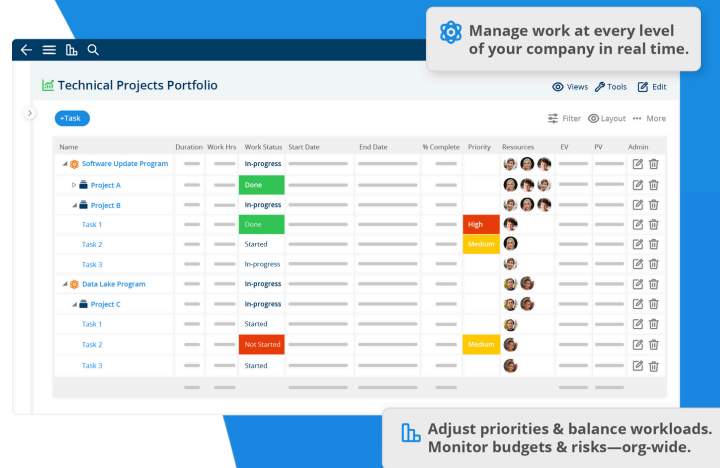 Manage work at every level
of your company in real time.
Technical Projects Portfolio
Views Tools Edit
+Task
Filter Layout More
Name Duration Work Hrs Work Status Start Date End Date % Complete Priority Resources EV PV Admin
Software Update Program In-progress
Project A Done
Project B In-progress
Task 1 Done High
Task 2 Started Medium
Task 3 In-progress
Data Lake Program In-progress
Project C In-progress
Task 1 Started
Task 2 Not Started Medium
Task 3 Started
Adjust priorities & balance workloads.
Monitor budgets & risks—org-wide.